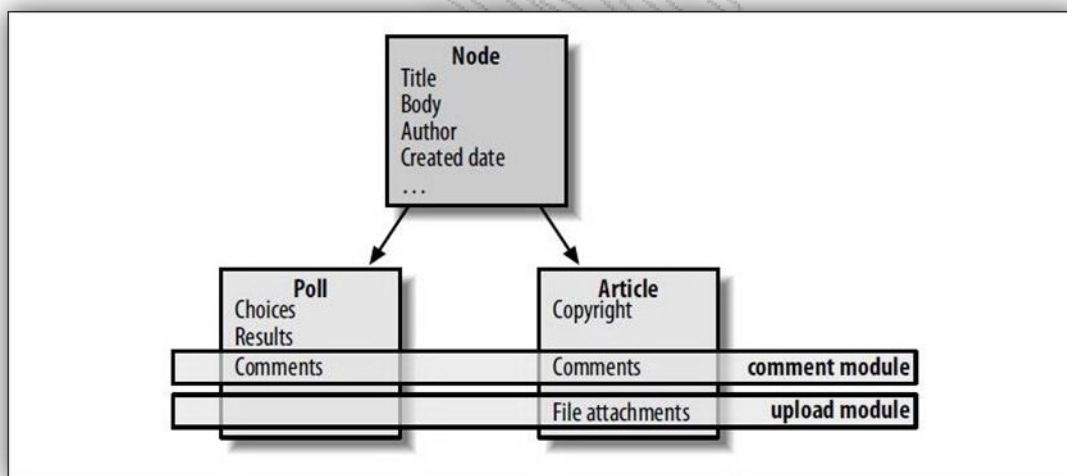 Node
Title
Body
Author
Created date
...
Poll
Choices
Results
Comments
Article
Copyright
Comments
comment module
File attachments
upload module